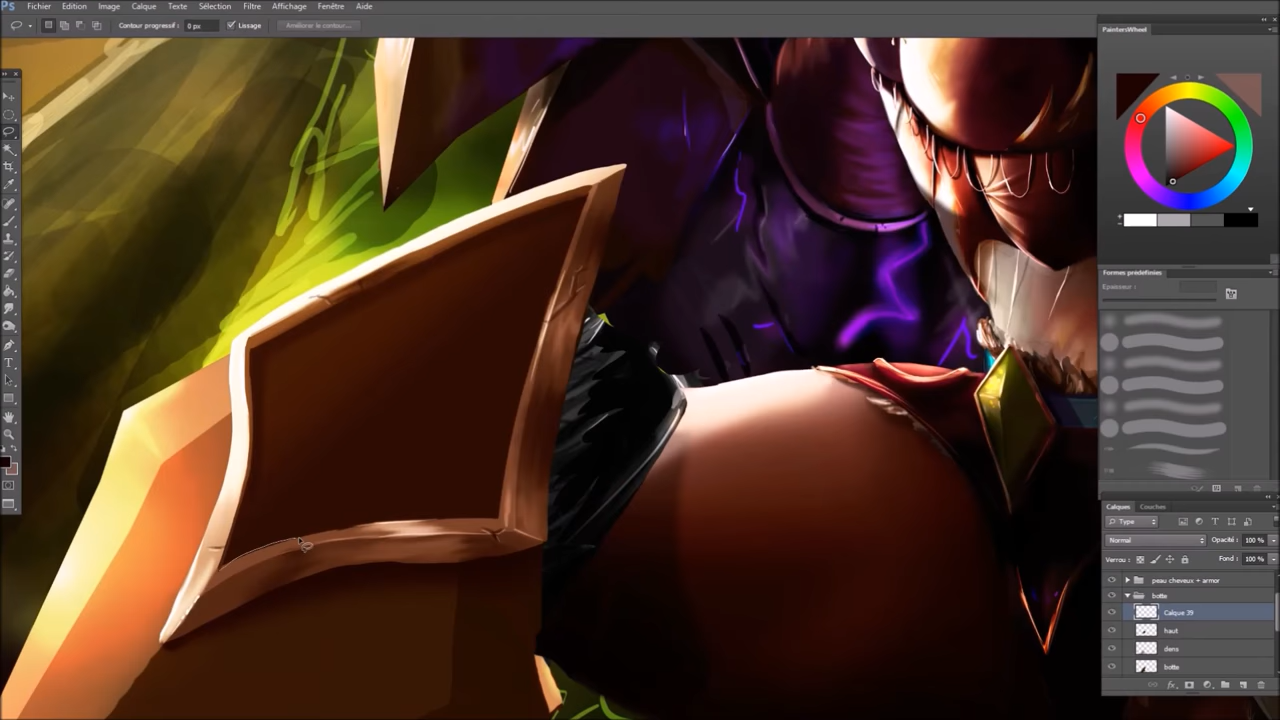 Ps Fichier Edition Image Calque Texte Sélection Filtre Affichage Fenêtre Aide
Contour progressif : 0 px Lissage Améliorer le contour...
PaintersWheel
Formes prédéfinies
Epaisseur :
Calques Couches
Type
Normal Opacité : 100 %
Verrou : Fond : 100 %
peau cheveux + armor
botte
Calque 39
haut
dens
botte